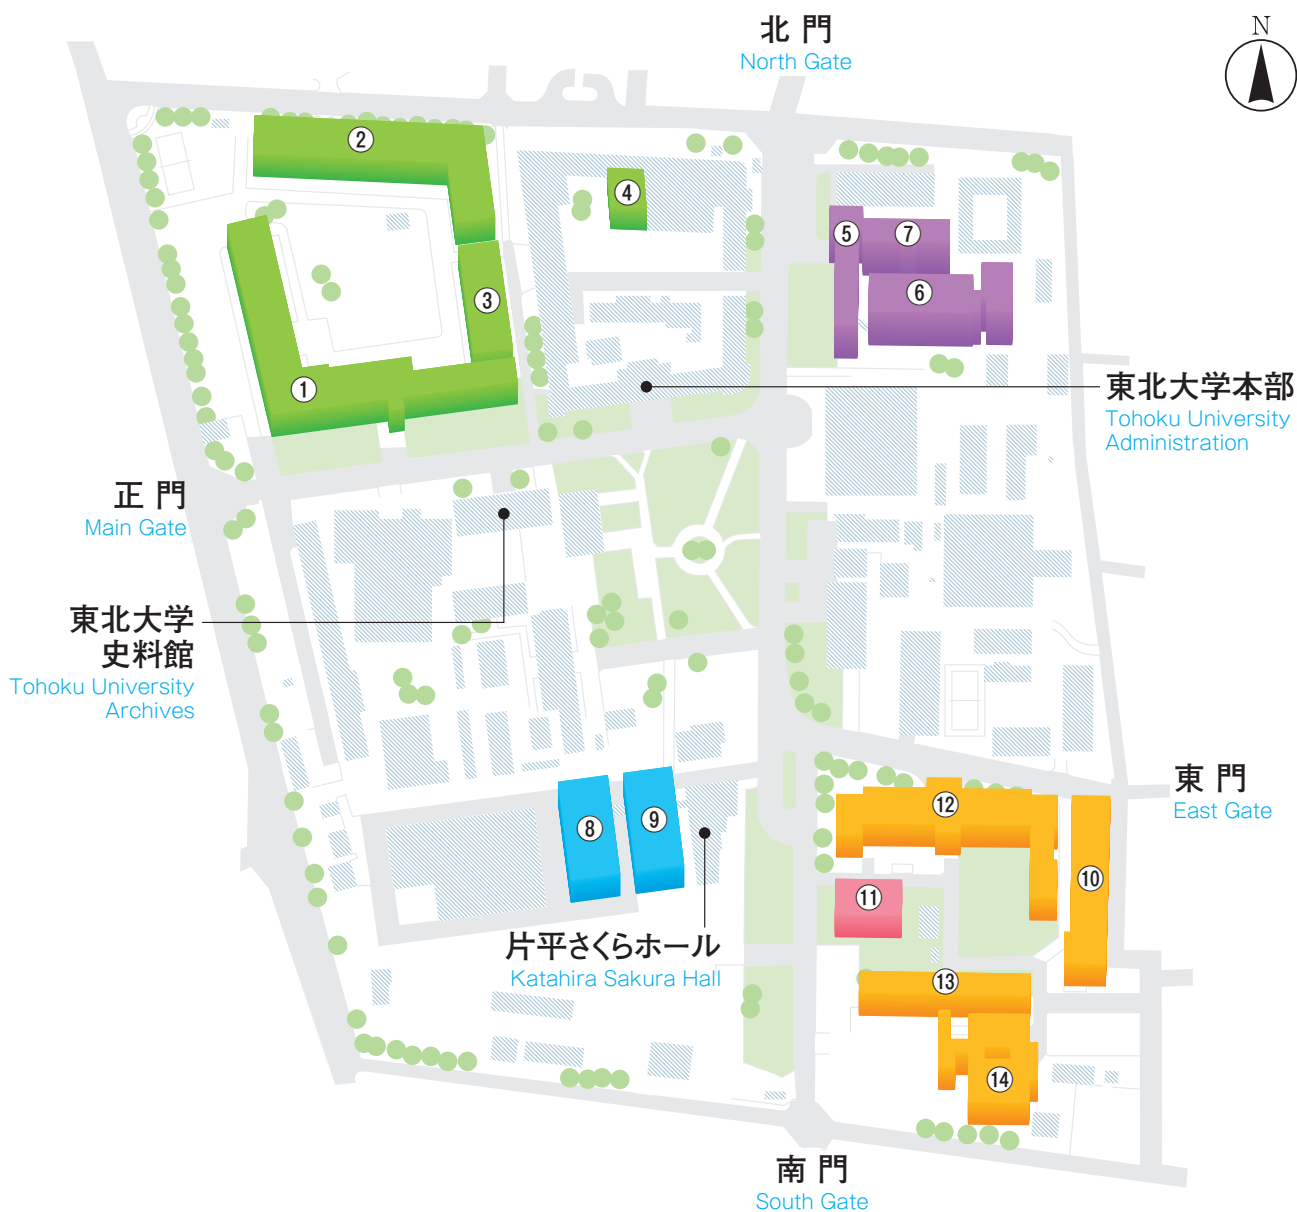 北門
North Gate
N
②
④
⑤
⑦
⑥
③
①
東北大学本部
Tohoku University
Administration
正門
Main Gate
東北大学
史料館
Tohoku University
Archives
東門
East Gate
⑫
⑧
⑨
⑩
⑪
片平さくらホール
Katahira Sakura Hall
⑬
⑭
南門
South Gate